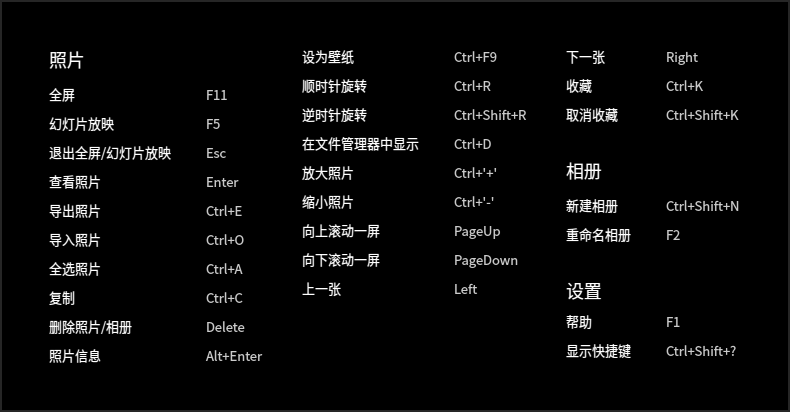 照片
全屏 F11
幻灯片放映 F5
退出全屏/幻灯片放映 Esc
查看照片 Enter
导出照片 Ctrl+E
导入照片 Ctrl+O
全选照片 Ctrl+A
复制 Ctrl+C
删除照片/相册 Delete
照片信息 Alt+Enter
设为壁纸 Ctrl+F9
顺时针旋转 Ctrl+R
逆时针旋转 Ctrl+Shift+R
在文件管理器中显示 Ctrl+D
放大照片 Ctrl+'+'
缩小照片 Ctrl+'-'
向上滚动一屏 PageUp
向下滚动一屏 PageDown
上一张 Left
下一张 Right
收藏 Ctrl+K
取消收藏 Ctrl+Shift+K
相册
新建相册 Ctrl+Shift+N
重命名相册 F2
设置
帮助 F1
显示快捷键 Ctrl+Shift+?